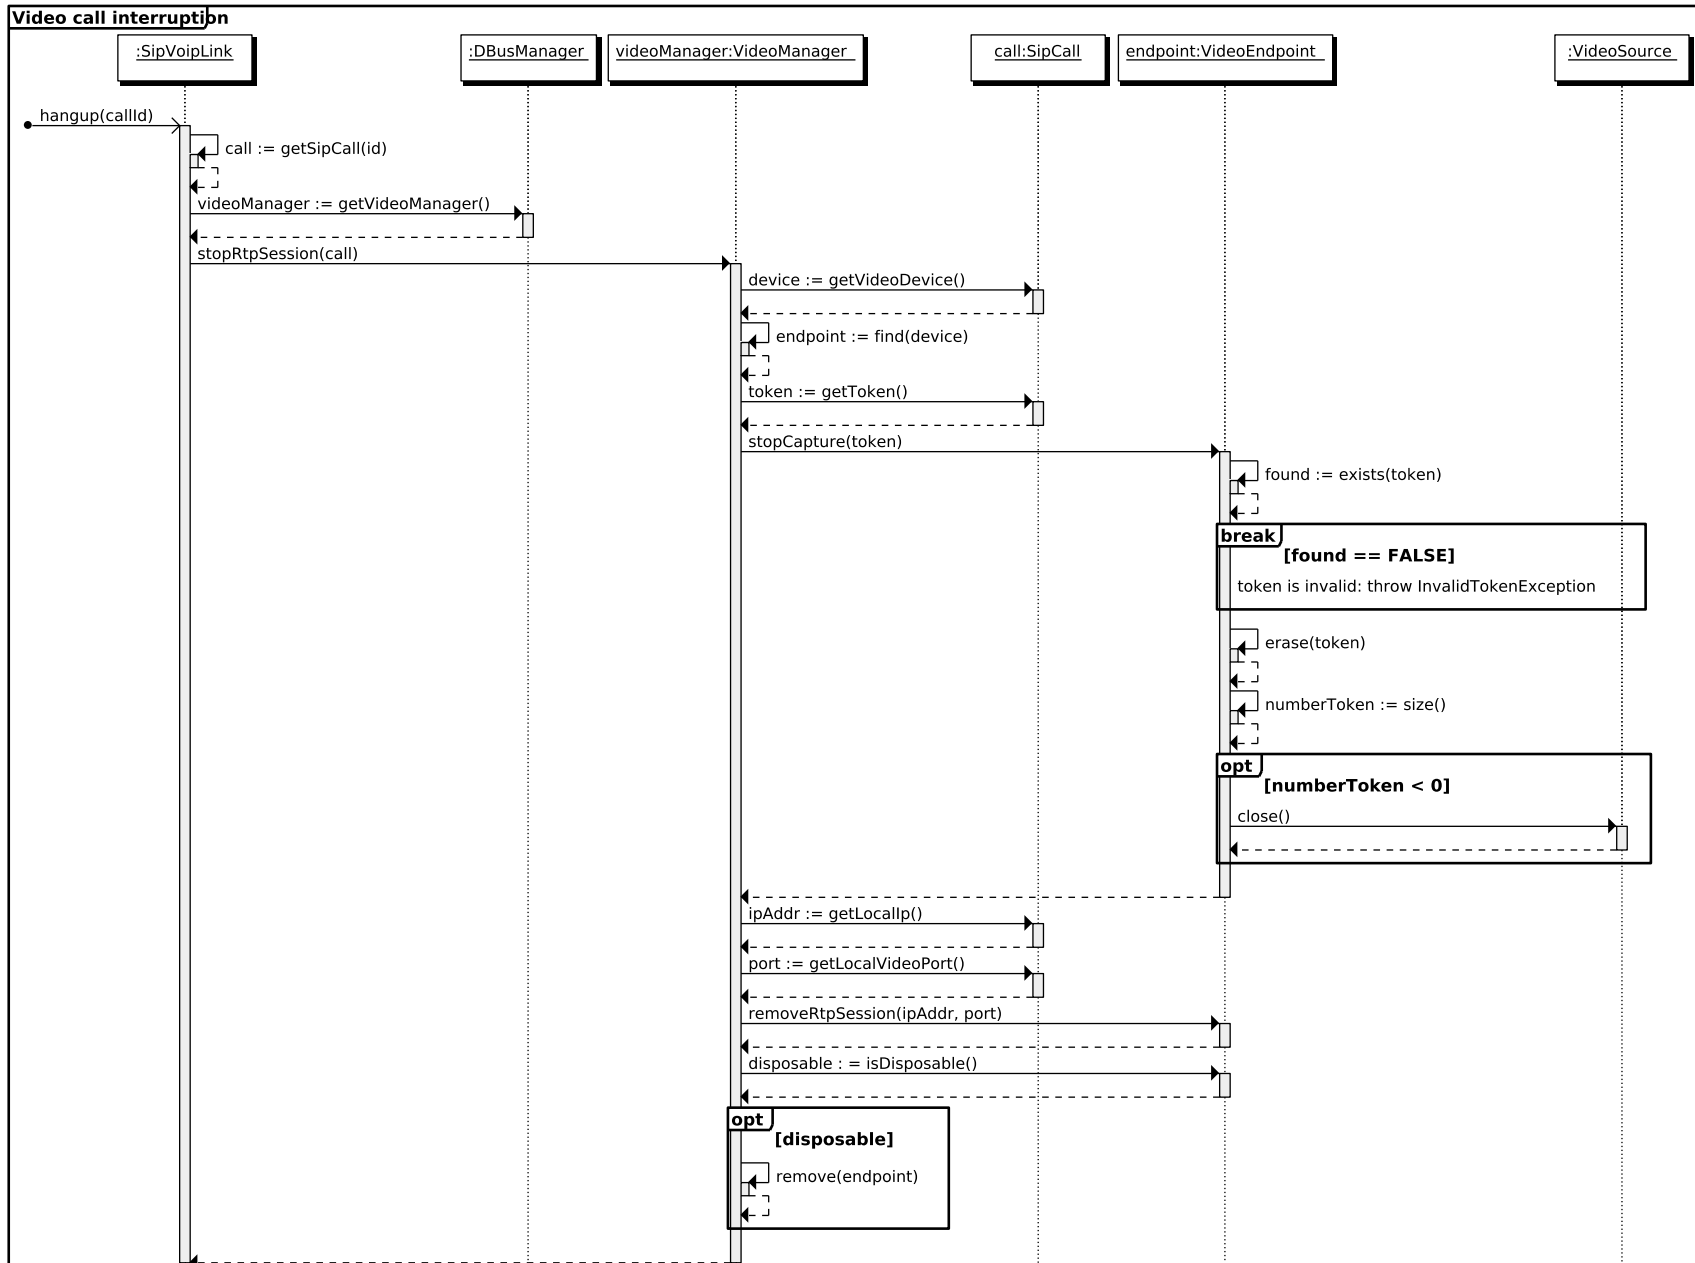 Video call interruption
:SipVoipLink
:DBusManager
videoManager:VideoManager
call:SipCall
endpoint:VideoEndpoint
:VideoSource
hangup(callId)
call := getSipCall(id)
videoManager := getVideoManager()
stopRtpSession(call)
device := getVideoDevice()
endpoint := find(device)
token := getToken()
stopCapture(token)
found := exists(token)
break
[found == FALSE]
token is invalid: throw InvalidTokenException
erase(token)
numberToken := size()
opt
[numberToken < 0]
close()
ipAddr := getLocalIp()
port := getLocalVideoPort()
removeRtpSession(ipAddr, port)
disposable : = isDisposable()
opt
[disposable]
remove(endpoint)